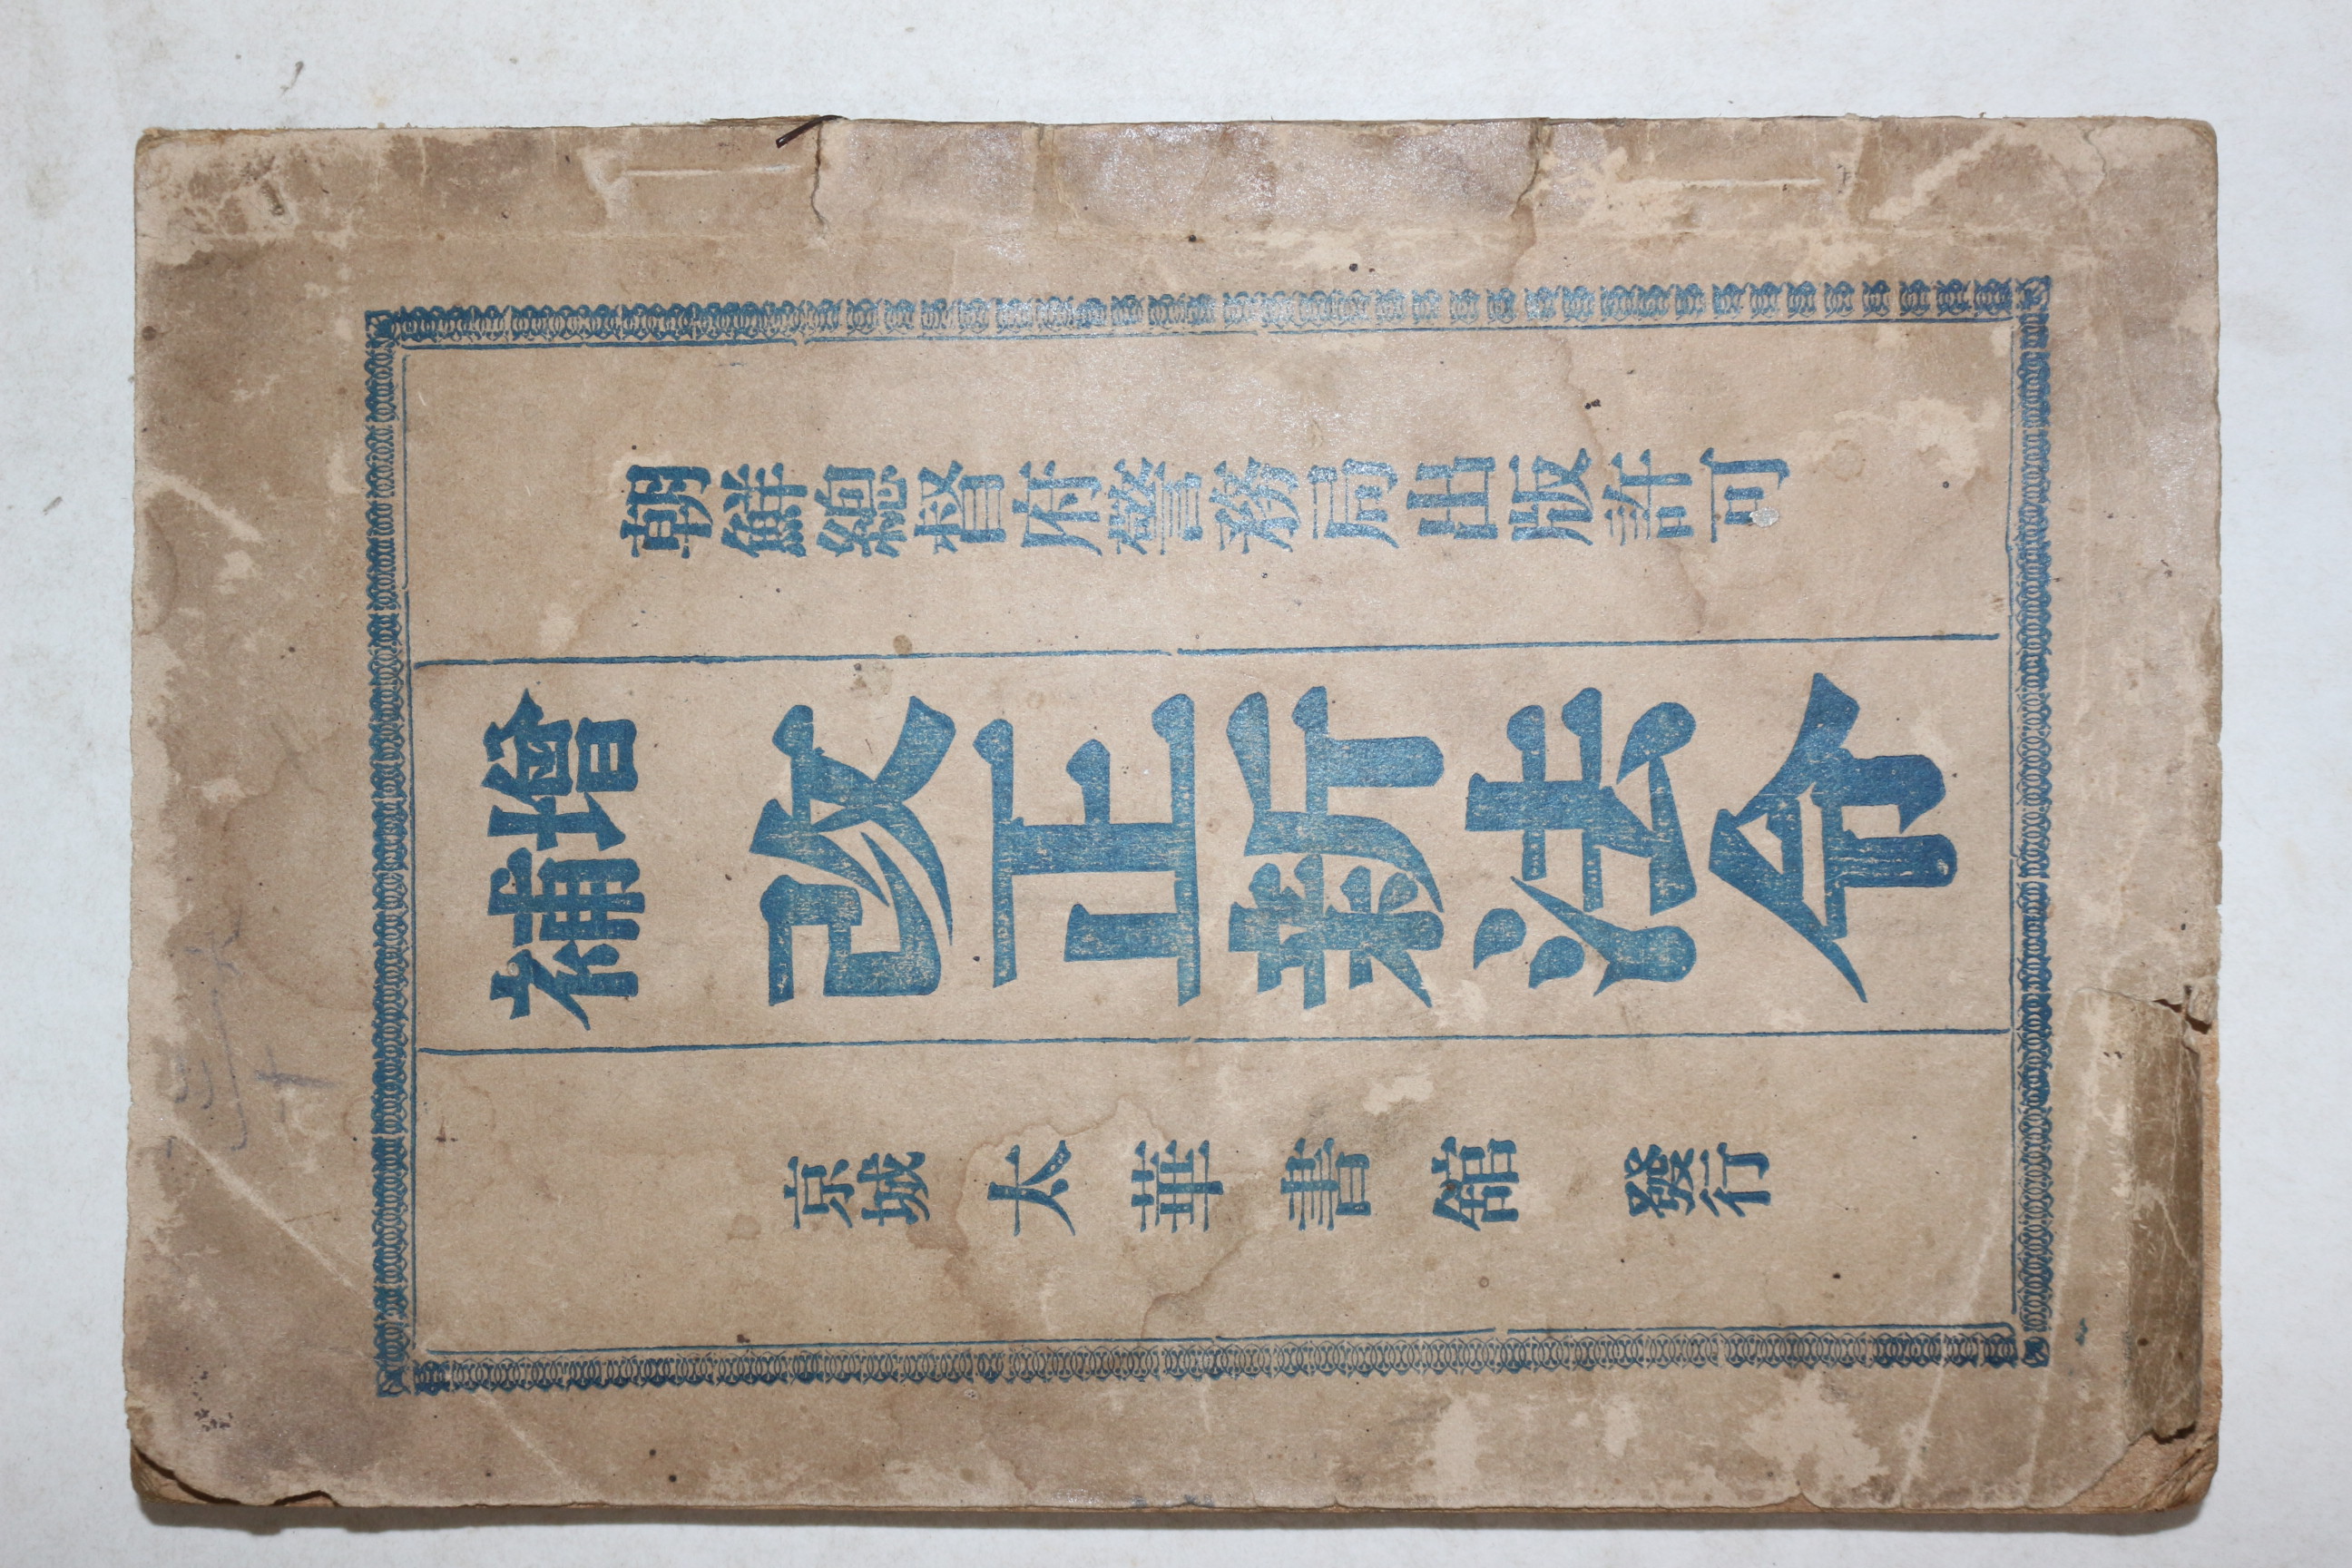 朝鮮總督府警務局出版許可
增補
改正新法令
京城 太華書館 發行